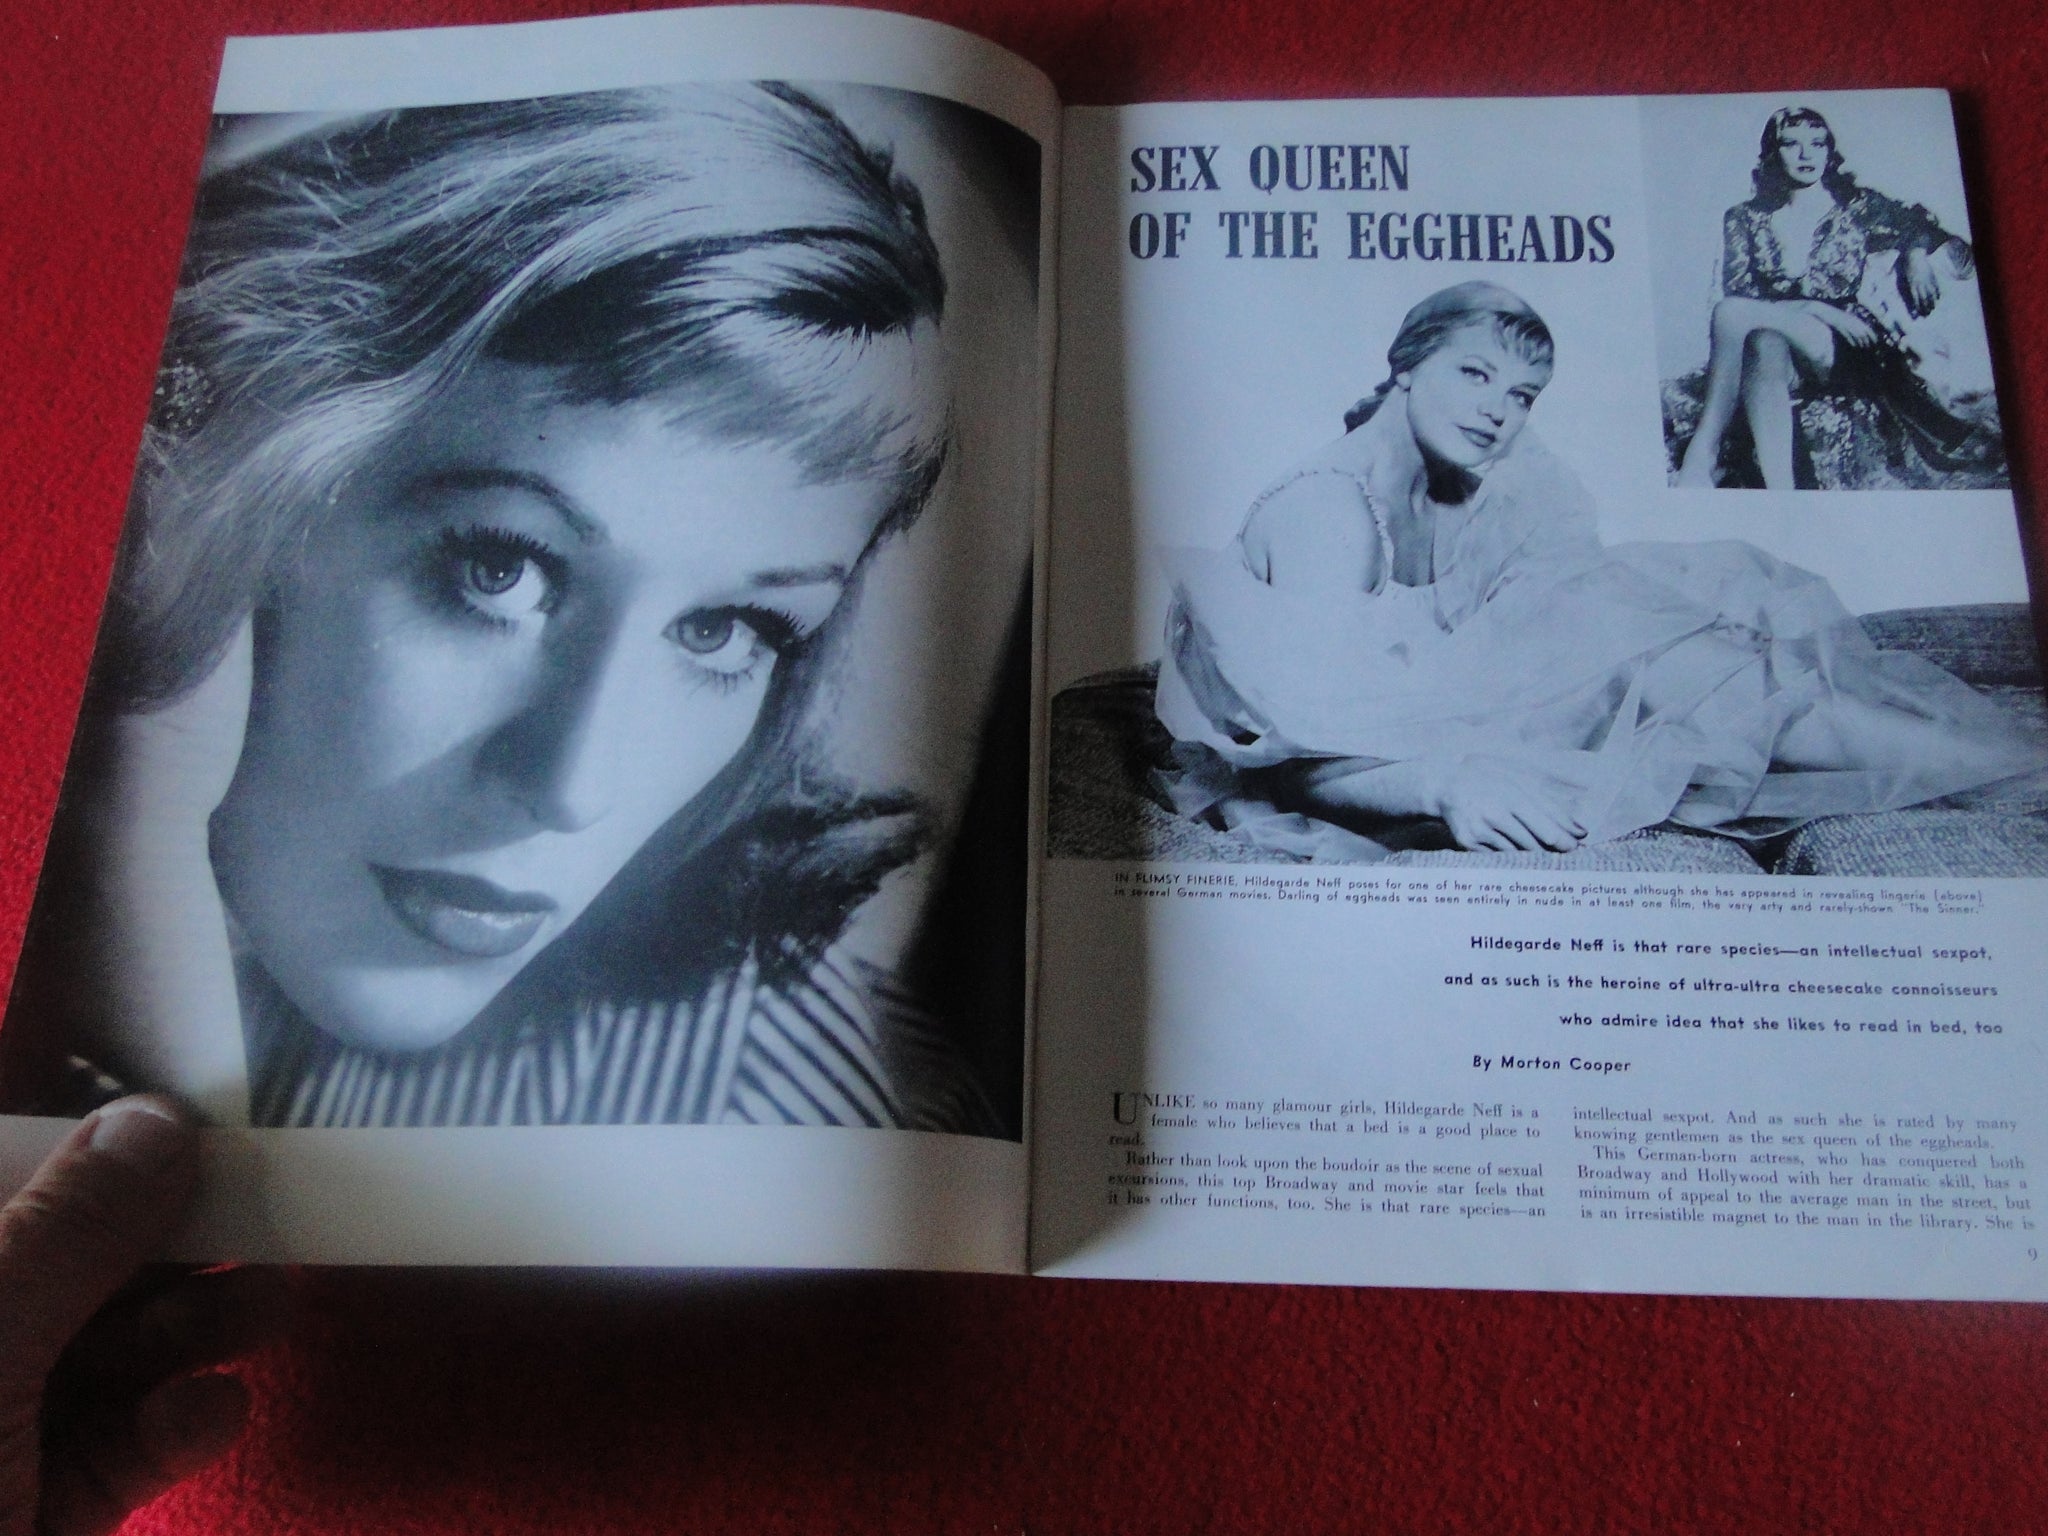 SEX QUEEN
OF THE EGGHEADS
IN FLIMSY FINERIE, Hildegarde Neff poses for one of her rare cheesecake pictures although she has appeared in revealing lingerie (above)
in several German movies. Darling of eggheads was seen entirely in nude in at least one film, the very arty and rarely-shown "The Sinner."
Hildegarde Neff is that rare species—an intellectual sexpot,
and as such is the heroine of ultra-ultra cheesecake connoisseurs
who admire idea that she likes to read in bed, too
By Morton Cooper
UNLIKE so many glamour girls, Hildegarde Neff is a
female who believes that a bed is a good place to
read.
Rather than look upon the boudoir as the scene of sexual
excursions, this top Broadway and movie star feels that
it has other functions, too. She is that rare species—an
intellectual sexpot. And as such she is rated by many
knowing gentlemen as the sex queen of the eggheads.
This German-born actress, who has conquered both
Broadway and Hollywood with her dramatic skill, has a
minimum of appeal to the average man in the street, but
is an irresistible magnet to the man in the library. She is
9